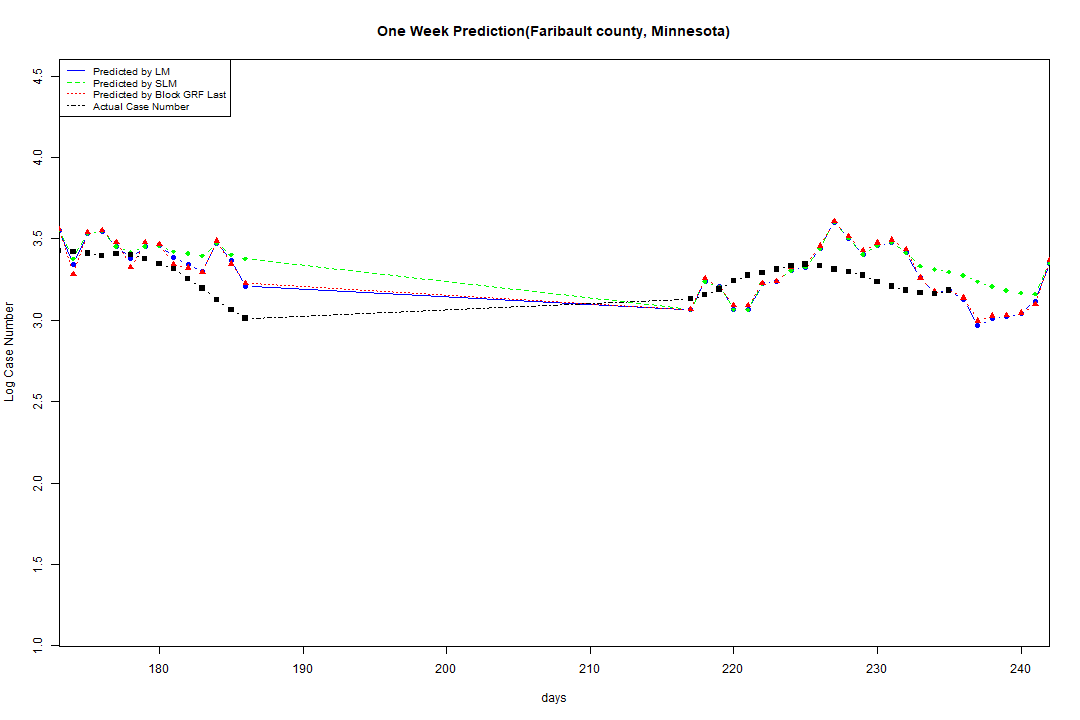 One Week Prediction(Faribault county, Minnesota)
Predicted by LM
Predicted by SLM
Predicted by Block GRF Last
Actual Case Number
4.5
4.0
3.5
3.0
2.5
2.0
1.5
1.0
Log Case Number
180 190 200 210 220 230 240
days